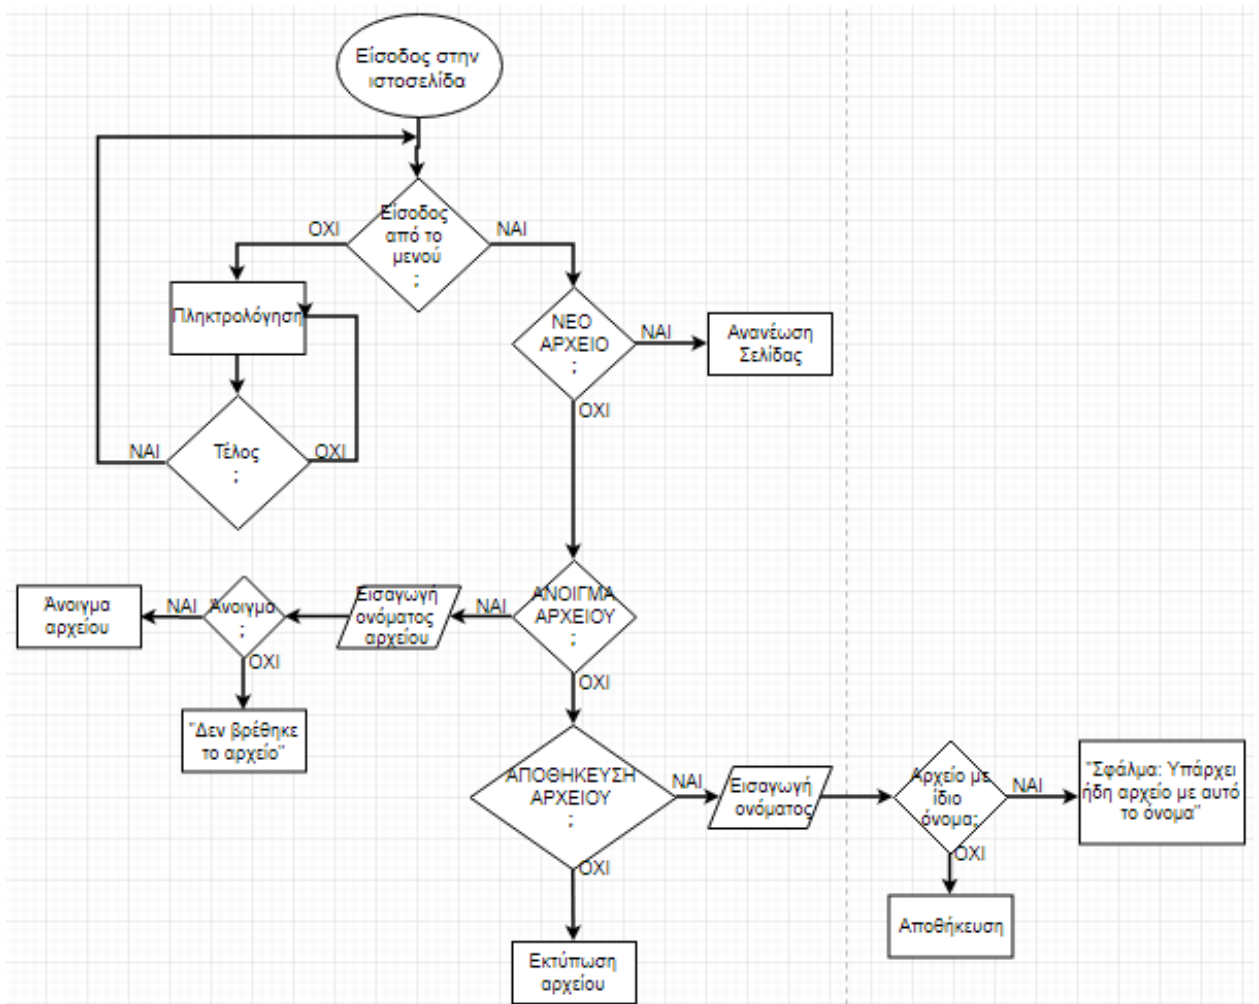 Είσοδος στην
ιστοσελίδα
Είσοδος
από το
μενού
;
ΟΧΙ
ΝΑΙ
Πληκτρολόγηση
ΝΕΟ
ΑΡΧΕΙΟ
;
ΝΑΙ
Ανανέωση
Σελίδας
ΟΧΙ
Τέλος
;
ΝΑΙ
ΟΧΙ
ΑΝΟΙΓΜΑ
ΑΡΧΕΙΟΥ
;
ΝΑΙ
Εισαγωγή
ονόματος
αρχείου
Άνοιγμα
;
ΝΑΙ
Άνοιγμα
αρχείου
ΟΧΙ
"Δεν βρέθηκε
το αρχείο"
ΟΧΙ
ΑΠΟΘΗΚΕΥΣΗ
ΑΡΧΕΙΟΥ
;
ΝΑΙ
Εισαγωγή
ονόματος
Αρχείο με
ίδιο
όνομα;
ΝΑΙ
"Σφάλμα: Υπάρχει
ήδη αρχείο με αυτό
το όνομα"
ΟΧΙ
Αποθήκευση
ΟΧΙ
Εκτύπωση
αρχείου